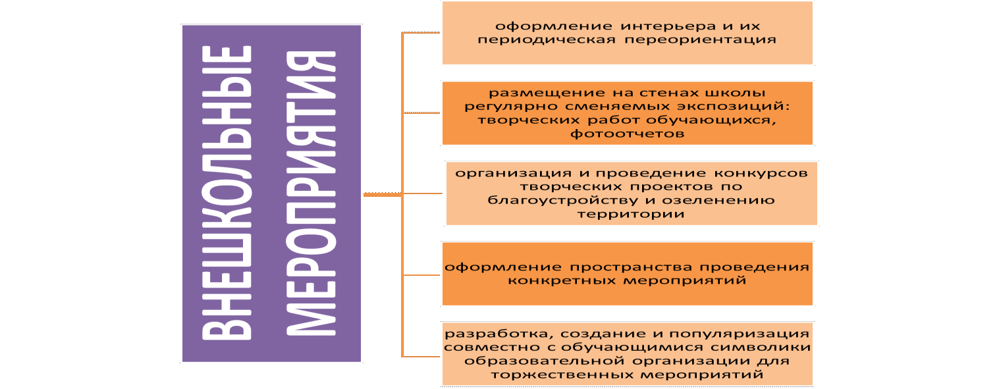 ВНЕШКОЛЬНЫЕ
МЕРОПРИЯТИЯ
оформление интерьера и их
периодическая переориентация
размещение на стенах школы
регулярно сменяемых экспозиций:
творческих работ обучающихся,
фотоотчетов
организация и проведение конкурсов
творческих проектов по
благоустройству и озеленению
территории
оформление пространства проведения
конкретных мероприятий
разработка, создание и популяризация
совместно с обучающимися символики
образовательной организации для
торжественных мероприятий